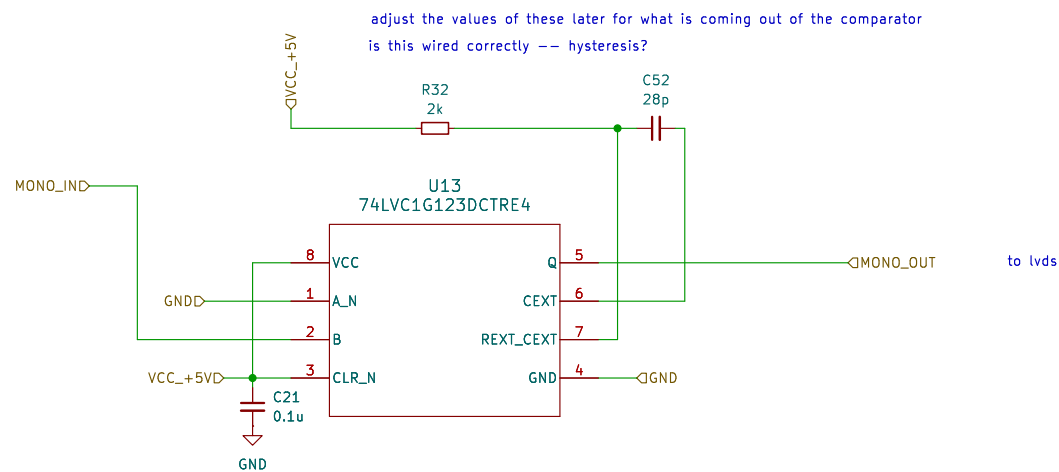 adjust the values of these later for what is coming out of the comparator
is this wired correctly -- hysteresis?
VCC_+5V
R32
2k
C52
28p
MONO_IN
U13
74LVC1G123DCTRE4
8
VCC
Q
5
MONO_OUT
to lvds
GND
1
A_N
CEXT
6
2
B
REXT_CEXT
7
VCC_+5V
3
CLR_N
GND
4
GND
C21
0.1u
GND